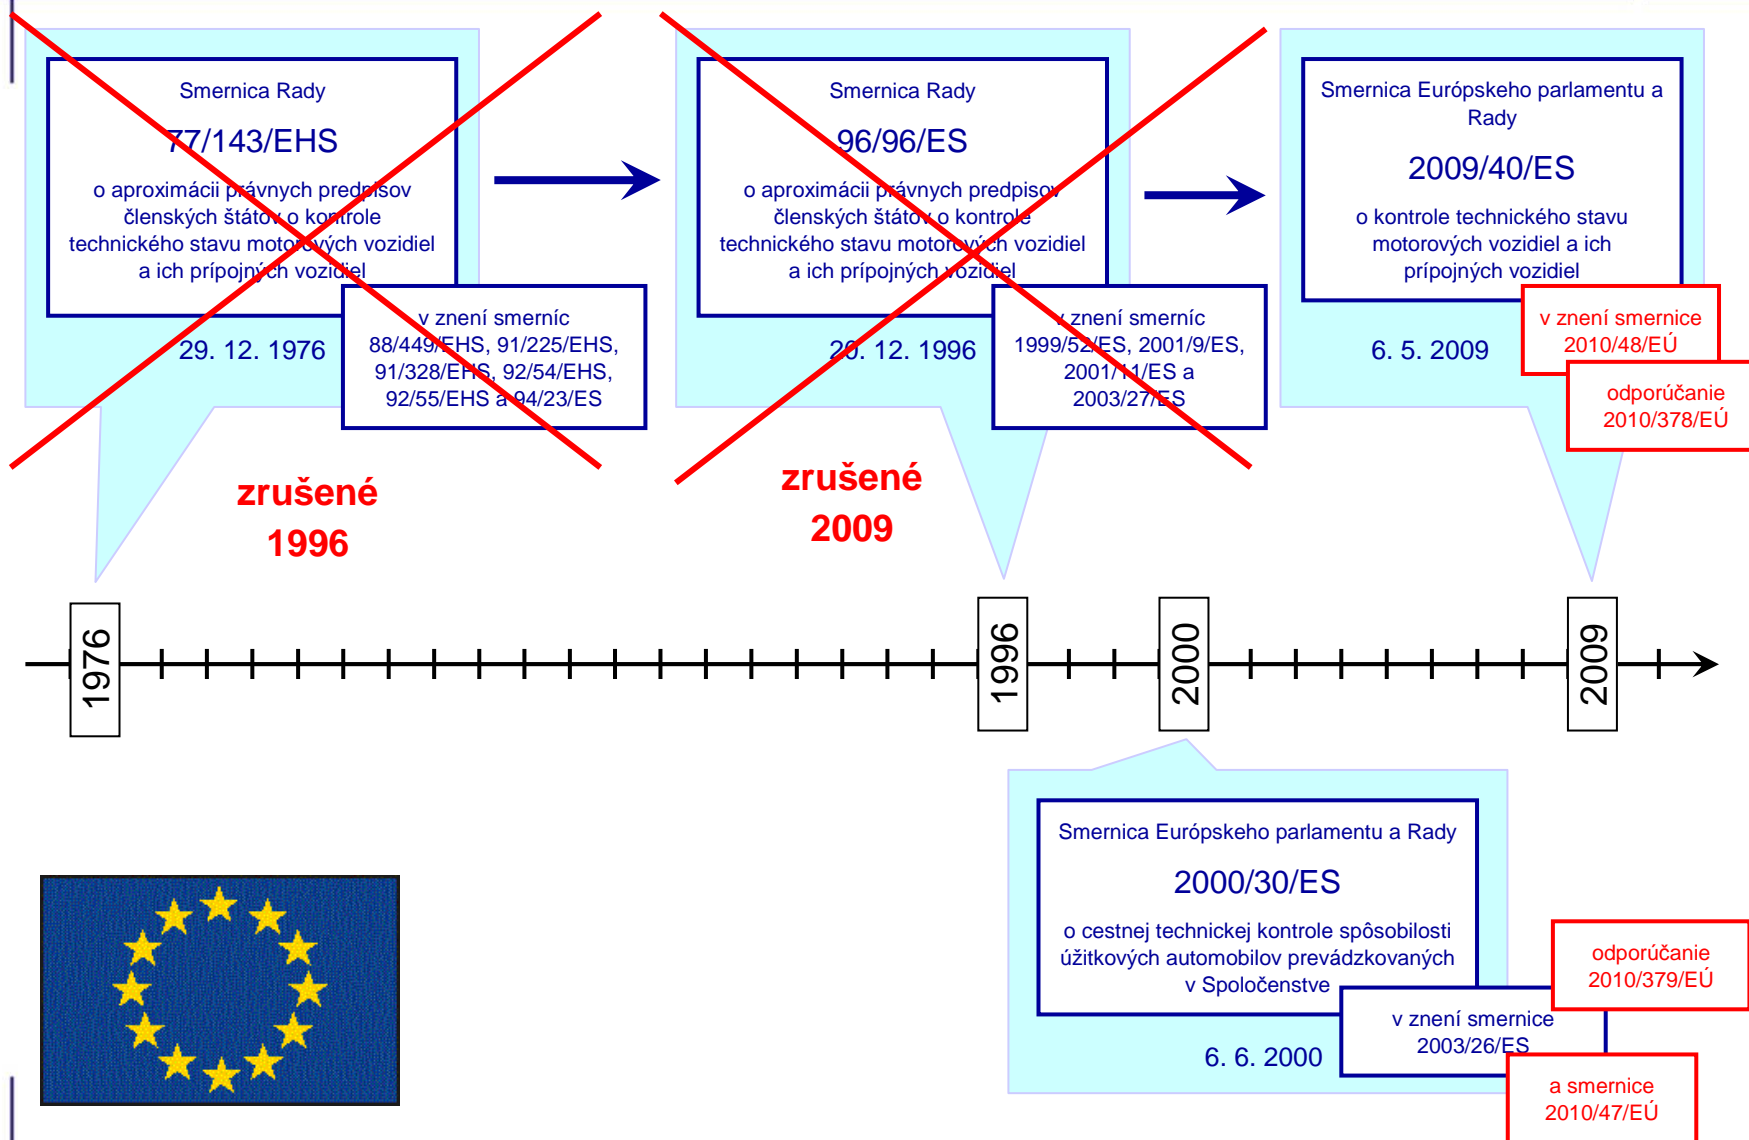 Smernica Rady
77/143/EHS
o aproximácii právnych predpisov
členských štátov o kontrole
technického stavu motorových vozidiel
a ich prípojných vozidiel
v znení smerníc
88/449/EHS, 91/225/EHS,
91/328/EHS, 92/54/EHS,
92/55/EHS a 94/23/ES
29. 12. 1976
zrušené
1996
Smernica Rady
96/96/ES
o aproximácii právnych predpisov
členských štátov o kontrole
technického stavu motorových vozidiel
a ich prípojných vozidiel
v znení smerníc
1999/52/ES, 2001/9/ES,
2001/11/ES a
2003/27/ES
20. 12. 1996
zrušené
2009
Smernica Európskeho parlamentu a
Rady
2009/40/ES
o kontrole technického stavu
motorových vozidiel a ich
prípojných vozidiel
v znení smernice
2010/48/EÚ
odporúčanie
2010/378/EÚ
6. 5. 2009
1976
1996
2000
2009
Smernica Európskeho parlamentu a Rady
2000/30/ES
o cestnej technickej kontrole spôsobilosti
úžitkových automobilov prevádzkovaných
v Spoločenstve
odporúčanie
2010/379/EÚ
v znení smernice
2003/26/ES
6. 6. 2000
a smernice
2010/47/EÚ